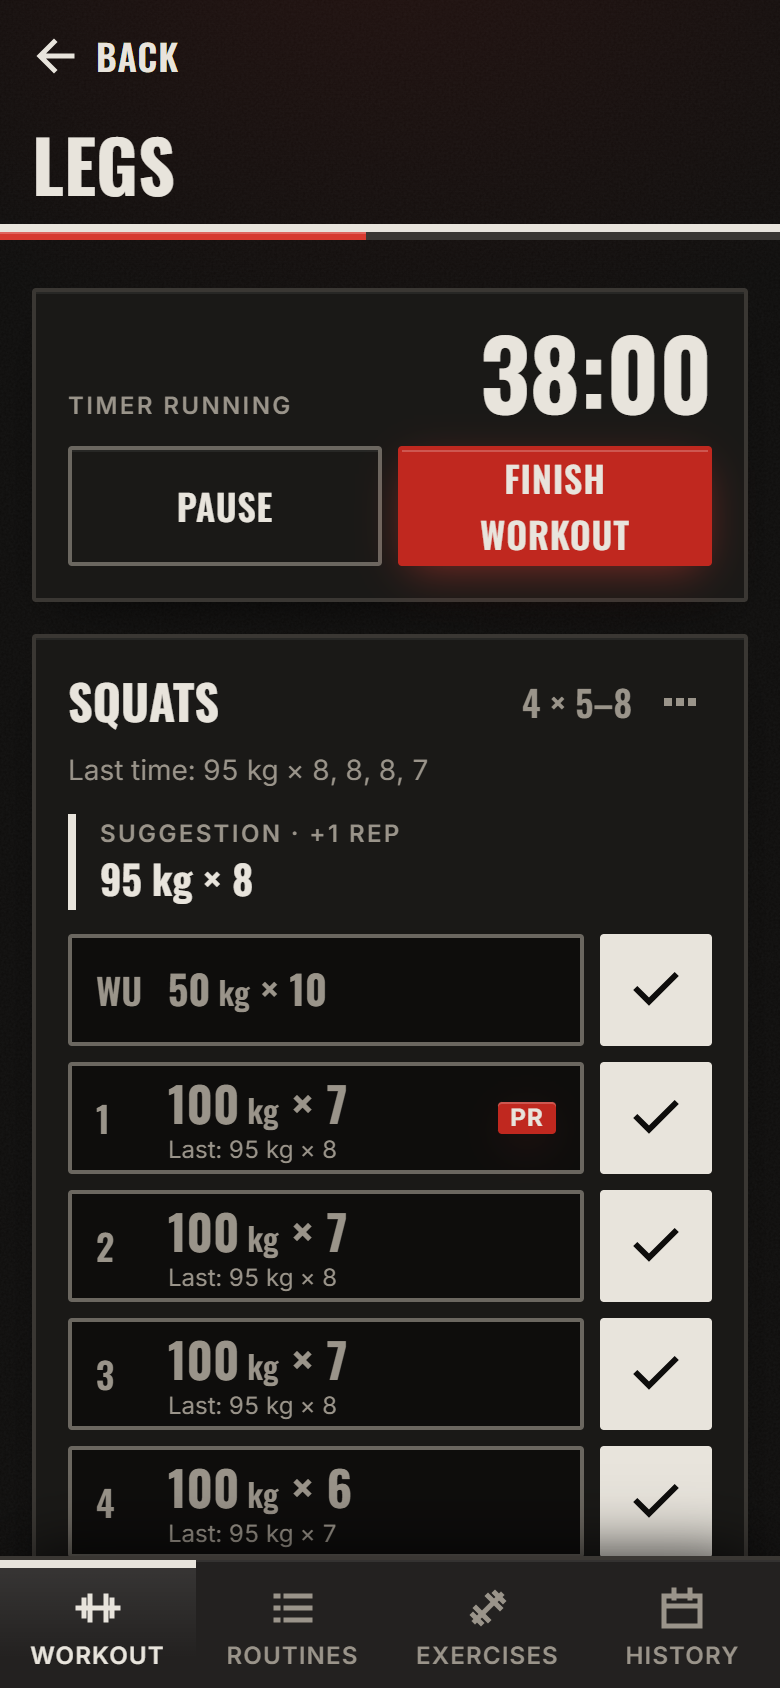 BACK
LEGS
TIMER RUNNING
38:00
PAUSE
FINISH
WORKOUT
SQUATS
4 × 5–8
Last time: 95 kg × 8, 8, 8, 7
SUGGESTION · +1 REP
95 kg × 8
WU 50 kg × 10
1 100 kg × 7 PR
Last: 95 kg × 8
2 100 kg × 7
Last: 95 kg × 8
3 100 kg × 7
Last: 95 kg × 8
4 100 kg × 6
Last: 95 kg × 7
WORKOUT ROUTINES EXERCISES HISTORY